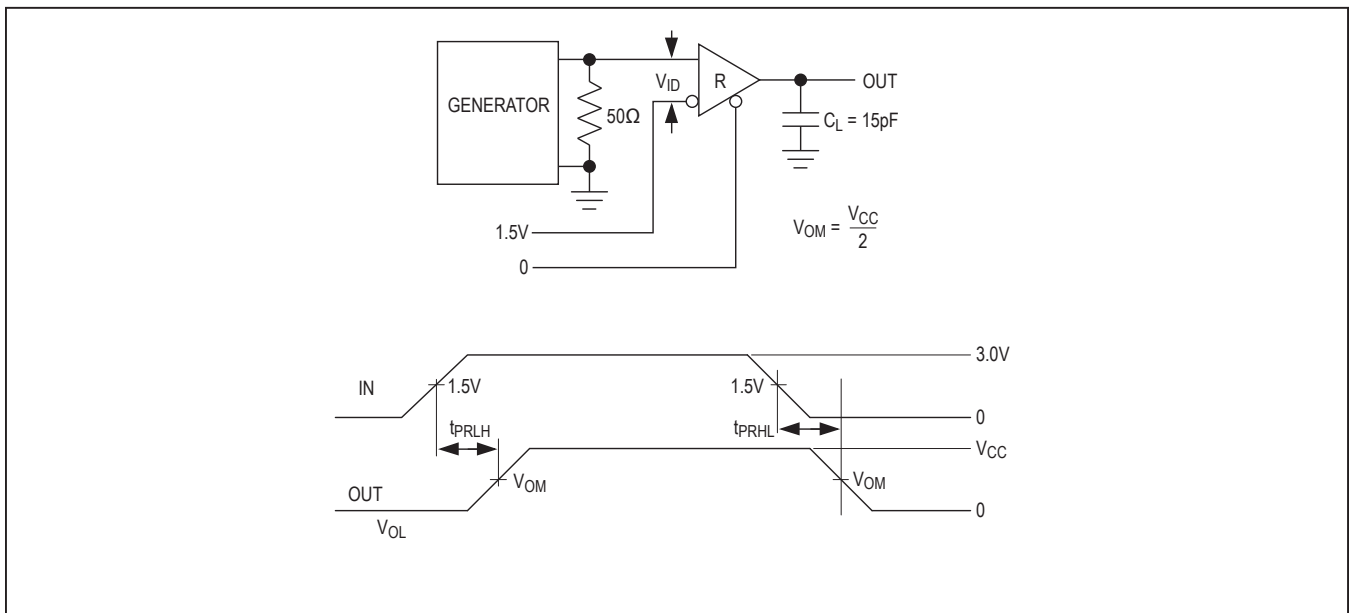 GENERATOR
50Ω
V_ID
R
OUT
C_L = 15pF
1.5V
0
V_OM = V_CC/2
3.0V
IN
1.5V
1.5V
0
t_PRLH
t_PRHL
V_CC
OUT
V_OM
V_OM
0
V_OL